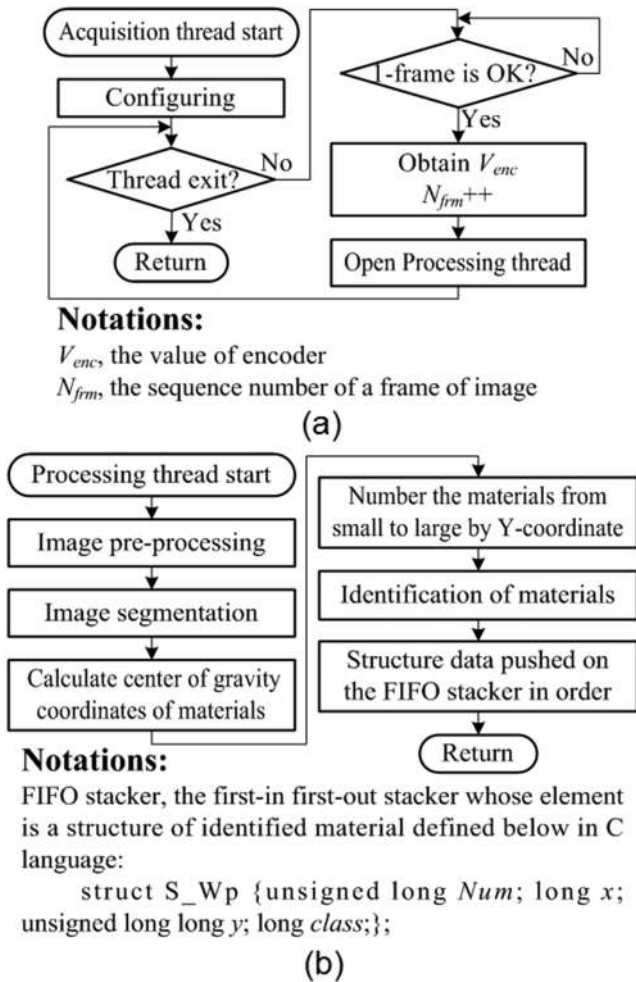 Acquisition thread start
Configuring
Thread exit?
No
Yes
Return
1-frame is OK?
No
Yes
Obtain V_enc
N_frm++
Open Processing thread
Notations:
V_enc, the value of encoder
N_frm, the sequence number of a frame of image
(a)
Processing thread start
Image pre-processing
Image segmentation
Calculate center of gravity
coordinates of materials
Number the materials from
small to large by Y-coordinate
Identification of materials
Structure data pushed on
the FIFO stacker in order
Return
Notations:
FIFO stacker, the first-in first-out stacker whose element
is a structure of identified material defined below in C
language:
struct S_Wp {unsigned long Num; long x;
unsigned long long y; long class;};
(b)